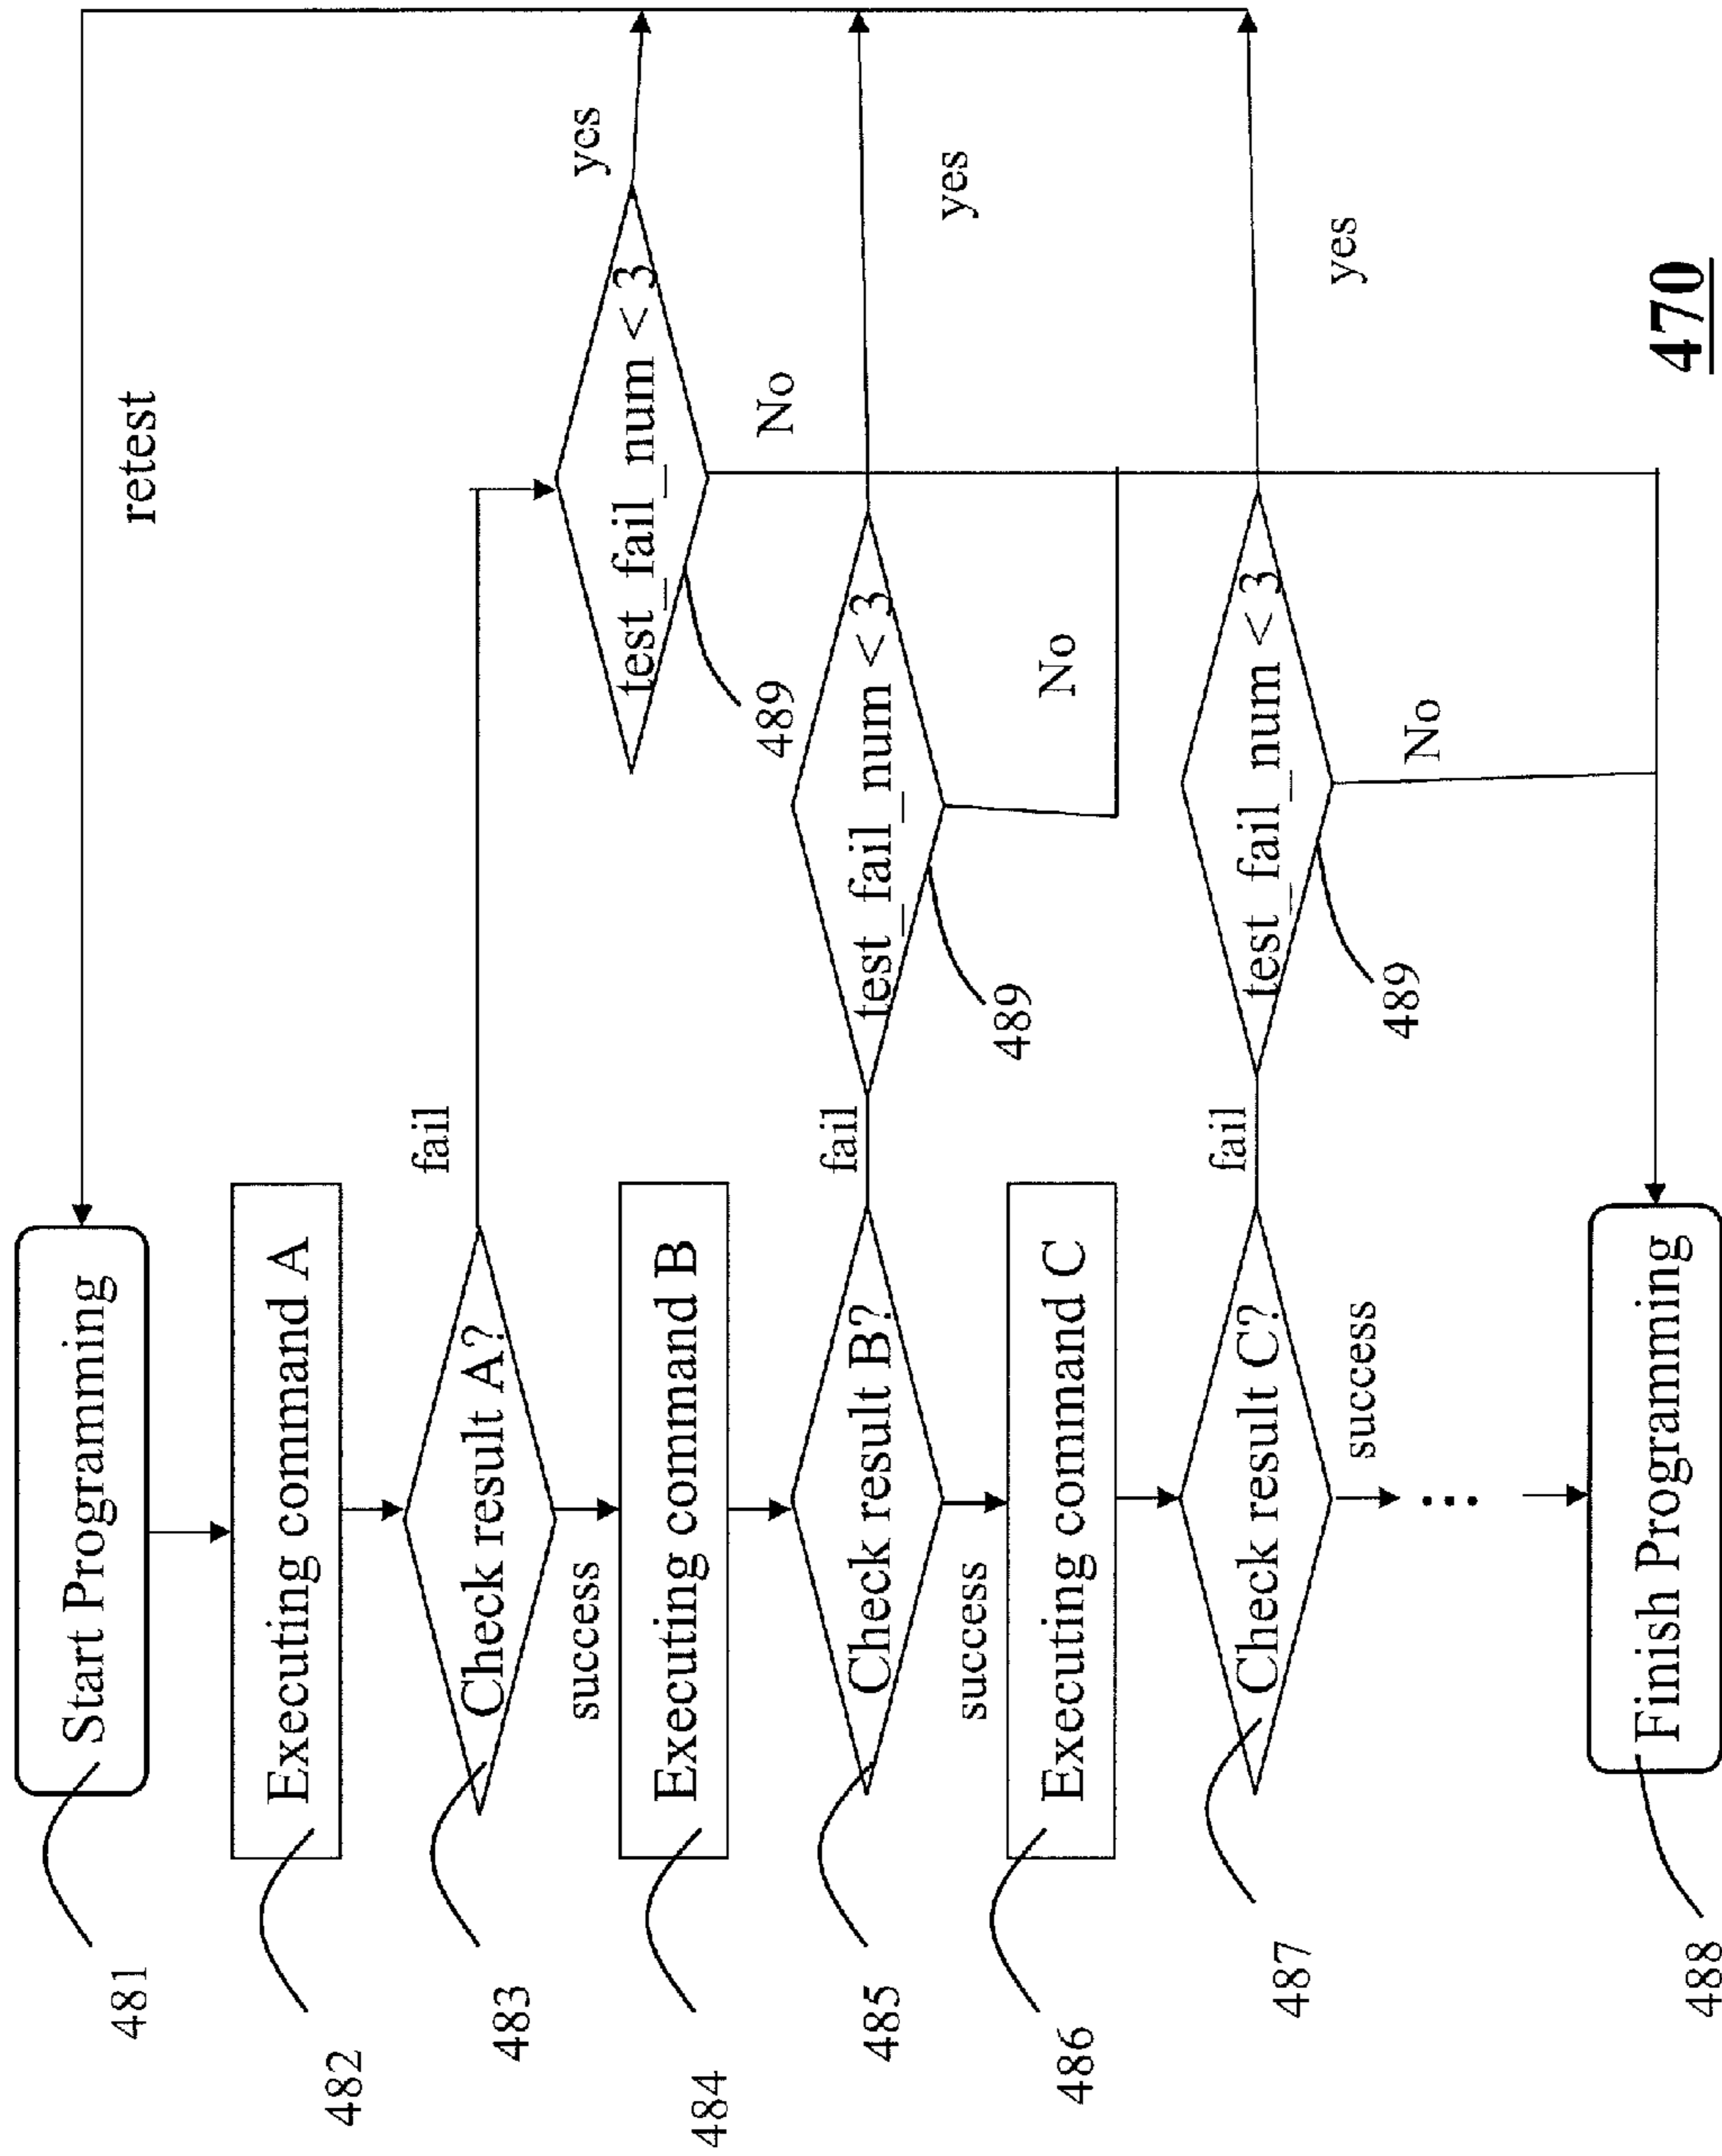 retest
481
Start Programming
482
Executing command A
483
Check result A?
fail
test_fail_num < 3
yes
489
No
success
484
Executing command B
485
Check result B?
fail
test_fail_num < 3
yes
489
No
success
486
Executing command C
487
Check result C?
fail
test_fail_num < 3
yes
489
No
success
...
488
Finish Programming
470